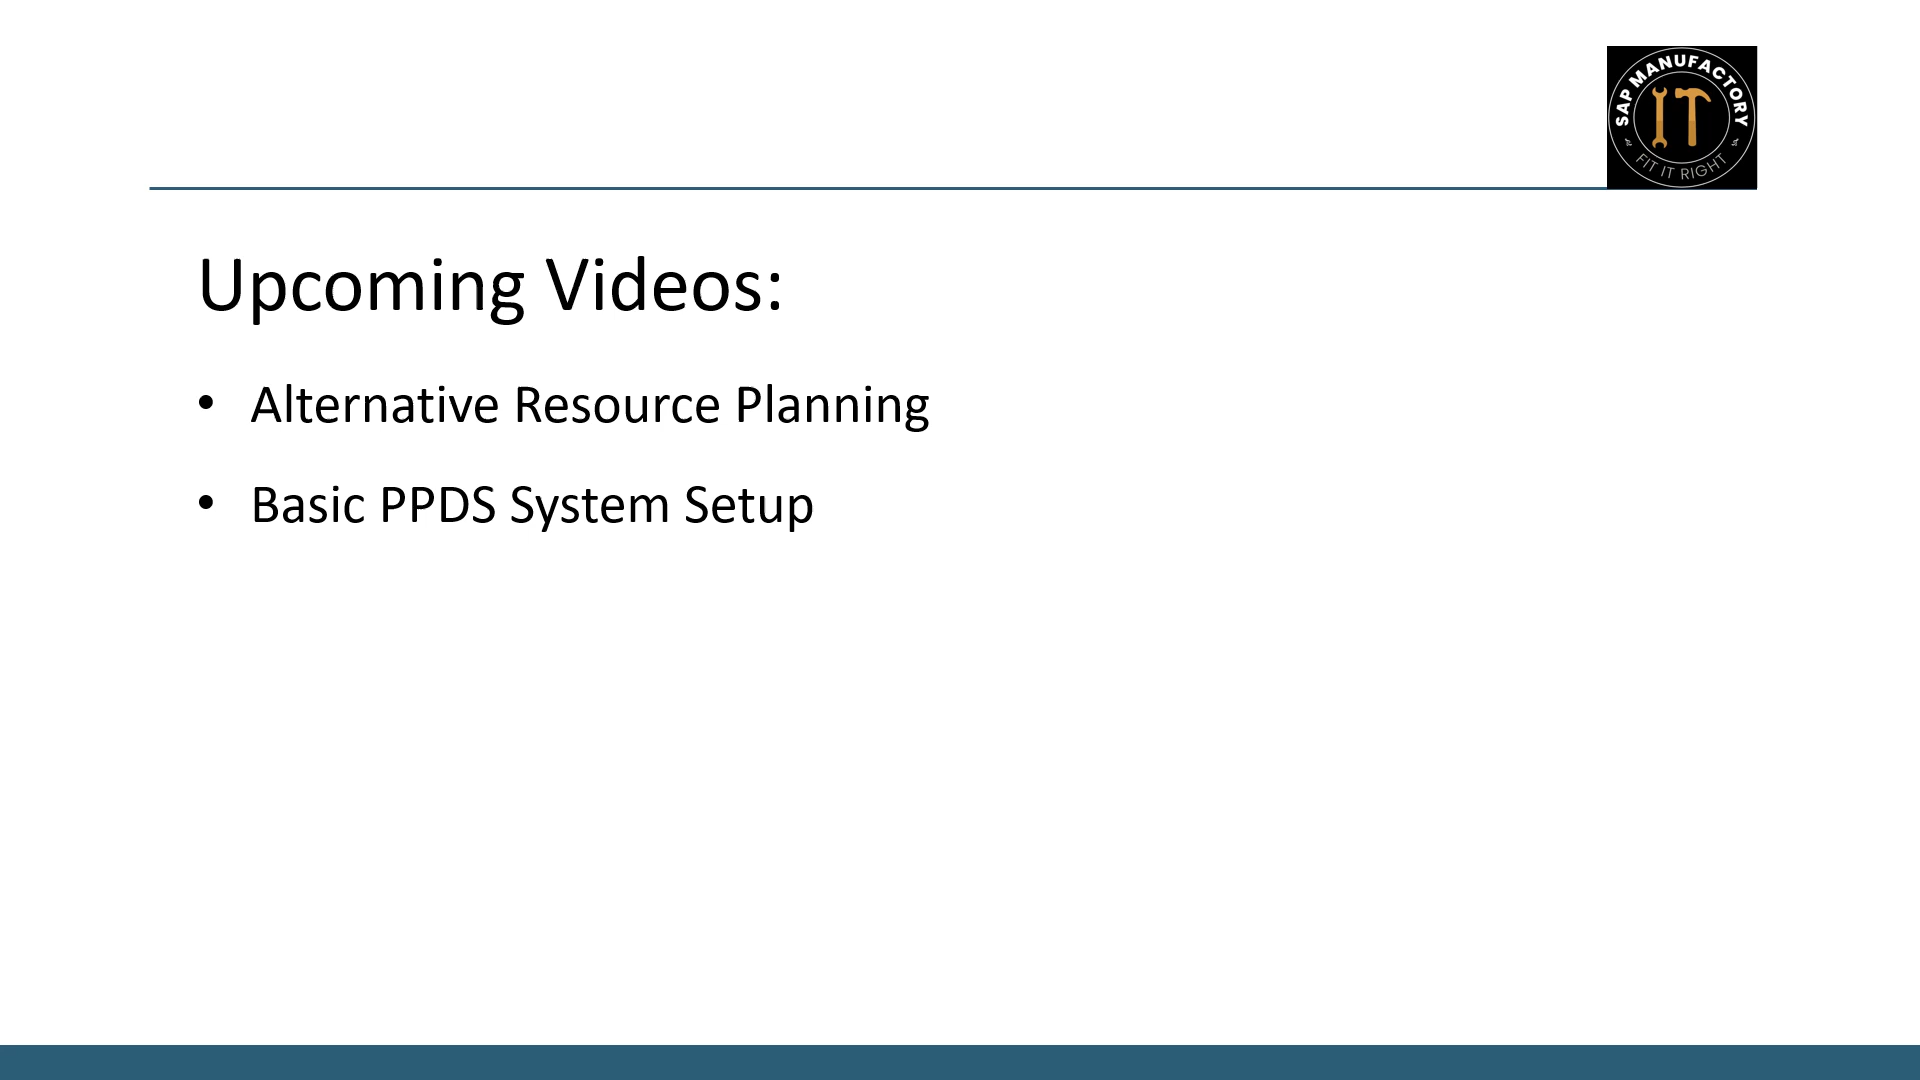 SAP MANUFACTORY
IT
FIT IT RIGHT
Upcoming Videos:
• Alternative Resource Planning
• Basic PPDS System Setup